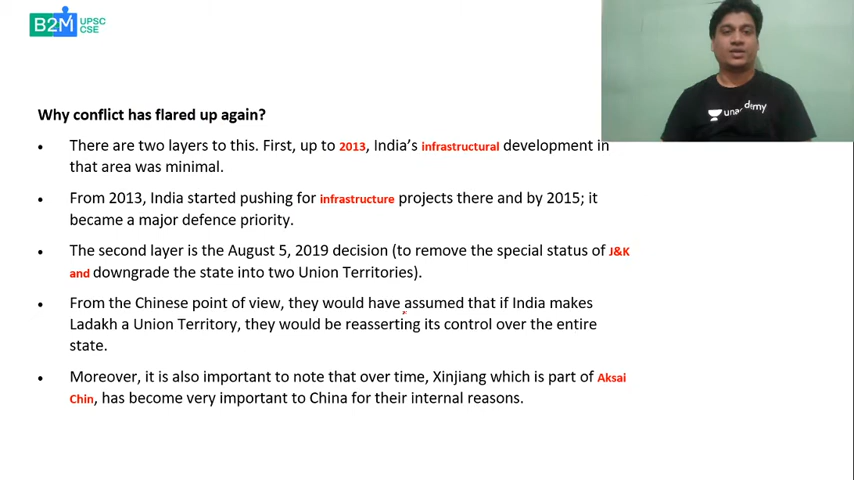 B2M UPSC
CSE
unacademy
Why conflict has flared up again?
There are two layers to this. First, up to 2013, India's infrastructural development in
that area was minimal.
From 2013, India started pushing for infrastructure projects there and by 2015; it
became a major defence priority.
The second layer is the August 5, 2019 decision (to remove the special status of J&K
and downgrade the state into two Union Territories).
From the Chinese point of view, they would have assumed that if India makes
Ladakh a Union Territory, they would be reasserting its control over the entire
state.
Moreover, it is also important to note that over time, Xinjiang which is part of Aksai
Chin, has become very important to China for their internal reasons.